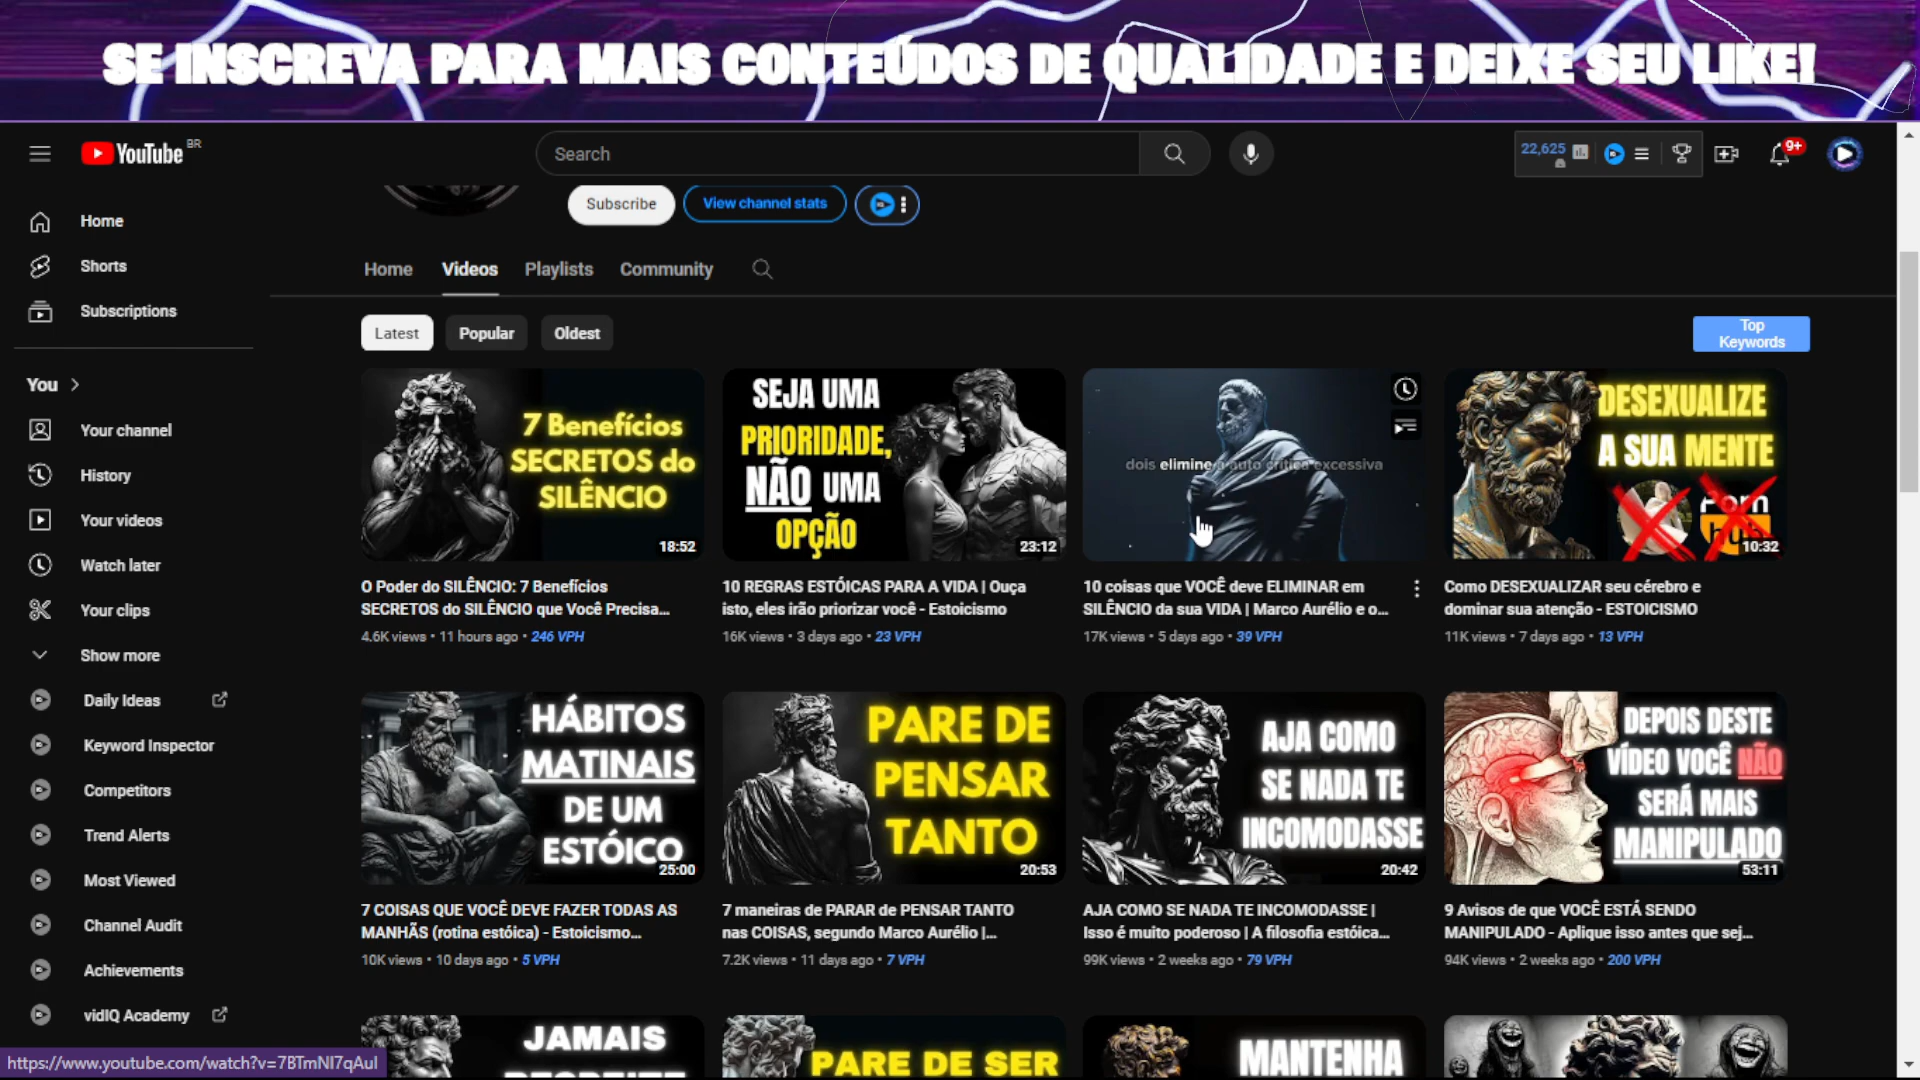 SE INSCREVA PARA MAIS CONTEÚDOS DE QUALIDADE E DEIXE SEU LIKE!
YouTube BR
Search
22,625
9+
Subscribe
View channel stats
Home
Shorts
Subscriptions
You
Your channel
History
Your videos
Watch later
Your clips
Show more
Daily Ideas
Keyword Inspector
Competitors
Trend Alerts
Most Viewed
Channel Audit
Achievements
vidIQ Academy
Home Videos Playlists Community
Latest Popular Oldest
Top
Keywords
7 Benefícios
SECRETOS do
SILÊNCIO
18:52
O Poder do SILÊNCIO: 7 Benefícios
SECRETOS do SILÊNCIO que Você Precisa...
4.6K views • 11 hours ago • 246 VPH
SEJA UMA
PRIORIDADE,
NÃO UMA
OPÇÃO
23:12
10 REGRAS ESTÓICAS PARA A VIDA | Ouça
isto, eles irão priorizar você - Estoicismo
16K views • 3 days ago • 23 VPH
dois elimine a auto crítica excessiva
10 coisas que VOCÊ deve ELIMINAR em
SILÊNCIO da sua VIDA | Marco Aurélio e o...
17K views • 5 days ago • 39 VPH
DESEXUALIZE
A SUA MENTE
Porn
hub
10:32
Como DESEXUALIZAR seu cérebro e
dominar sua atenção - ESTOICISMO
11K views • 7 days ago • 13 VPH
HÁBITOS
MATINAIS
DE UM
ESTÓICO
25:00
7 COISAS QUE VOCÊ DEVE FAZER TODAS AS
MANHÃS (rotina estóica) - Estoicismo...
10K views • 10 days ago • 5 VPH
PARE DE
PENSAR
TANTO
20:53
7 maneiras de PARAR de PENSAR TANTO
nas COISAS, segundo Marco Aurélio |...
7.2K views • 11 days ago • 7 VPH
AJA COMO
SE NADA TE
INCOMODASSE
20:42
AJA COMO SE NADA TE INCOMODASSE |
Isso é muito poderoso | A filosofia estóica...
99K views • 2 weeks ago • 79 VPH
DEPOIS DESTE
VÍDEO VOCÊ NÃO
SERÁ MAIS
MANIPULADO
53:11
9 Avisos de que VOCÊ ESTÁ SENDO
MANIPULADO - Aplique isso antes que sej...
94K views • 2 weeks ago • 200 VPH
JAMAIS
PARE DE SER
MANTENHA
https://www.youtube.com/watch?v=7BTmNI7qAuI